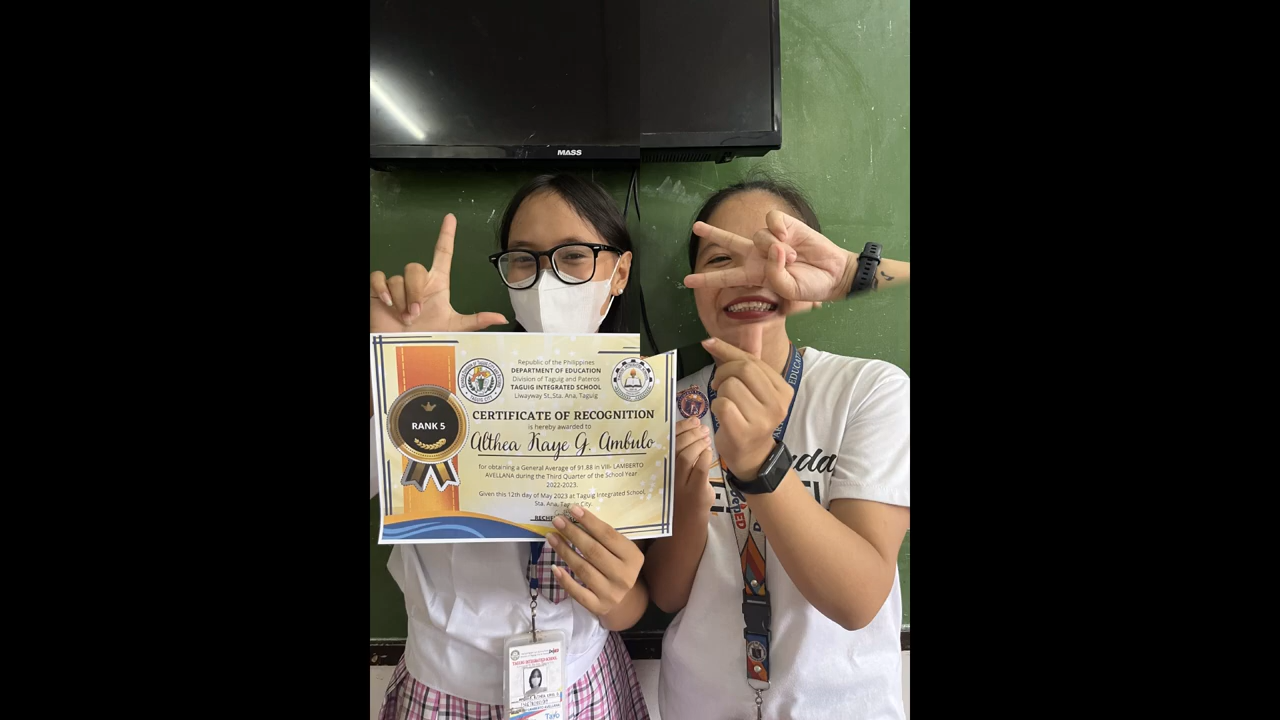 MASS
Republic of the Philippines
DEPARTMENT OF EDUCATION
Division of Taguig and Pateros
TAGUIG INTEGRATED SCHOOL
Liwayway St., Sta. Ana, Taguig
CERTIFICATE OF RECOGNITION
is hereby awarded to
RANK 5
Althea Kaye G. Ambulo
for obtaining a General Average of 91.88 in VIII- LAMBERTO
AVELLANA during the Third Quarter of the School Year
2022-2023.
Given this 12th day of May 2023 at Taguig Integrated School,
Sta. Ana, Taguig City.
TAGUIG INTEGRATED SCHOOL